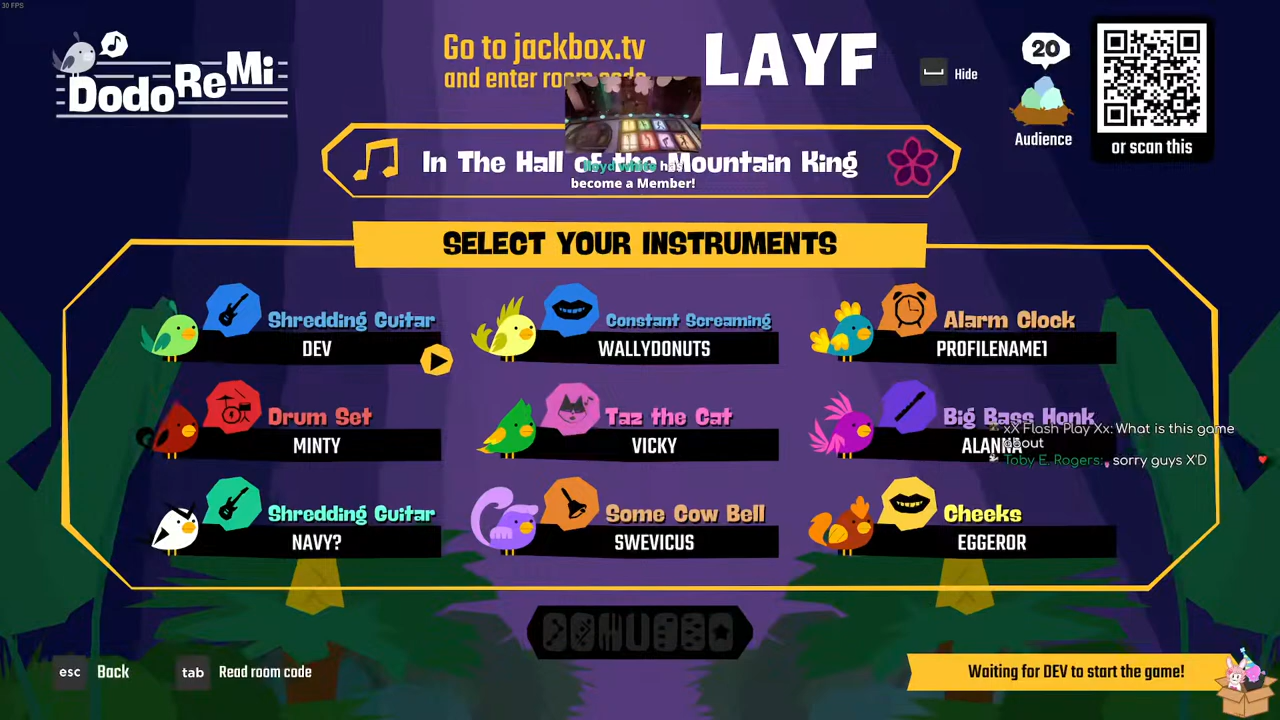 30 FPS
DodoReMi
Go to jackbox.tv
and enter room code
LAYF
Hide
20
Audience
or scan this
In The Hall of the Mountain King
become a Member!
SELECT YOUR INSTRUMENTS
Shredding Guitar
DEV
Constant Screaming
WALLYDONUTS
Alarm Clock
PROFILENAME1
Drum Set
MINTY
Taz the Cat
VICKY
Big Bass Honk
ALANNA
xX Flash Play Xx: What is this game
about
Toby E. Rogers: sorry guys X'D
Shredding Guitar
NAVY?
Some Cow Bell
SWEVICUS
Cheeks
EGGEROR
esc Back
tab Read room code
Waiting for DEV to start the game!